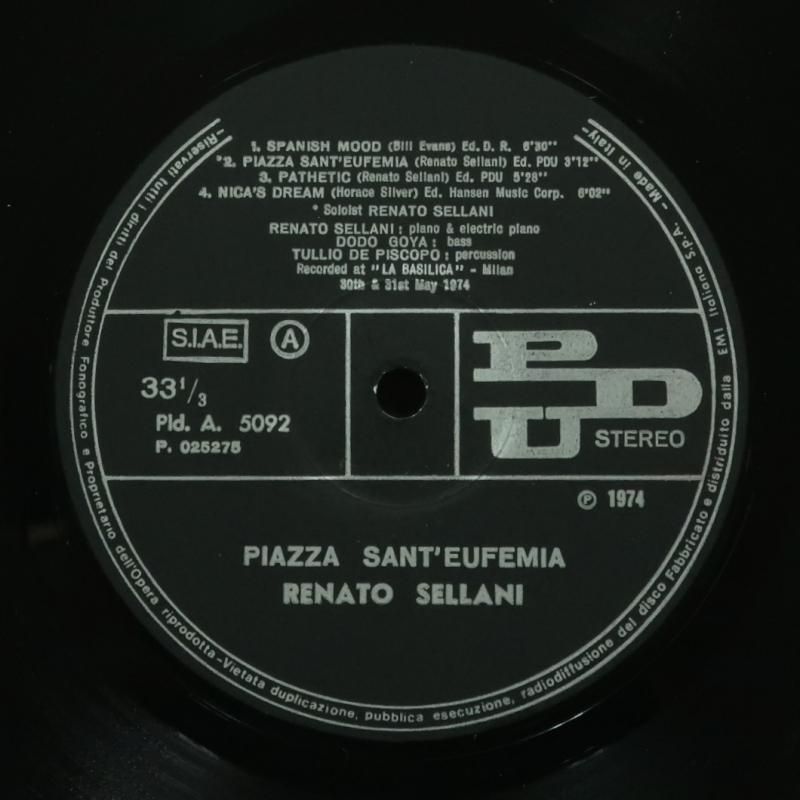 1. SPANISH MOOD (Bill Evans) Ed. D. R. 6'30''
*2. PIAZZA SANT'EUFEMIA (Renato Sellani) Ed. PDU 3'12''
3. PATHETIC (Renato Sellani) Ed. PDU 5'28''
4. NICA'S DREAM (Horace Silver) Ed. Hansen Music Corp. 6'02''
* Soloist RENATO SELLANI
RENATO SELLANI: piano & electric piano
DODO GOYA: bass
TULLIO DE PISCOPO: percussion
Recorded at "LA BASILICA" - Milan
30th & 31st May 1974
S.I.A.E. A
33 1/3
Pld. A. 5092
P. 025275
PDU
STEREO
℗ 1974
PIAZZA SANT'EUFEMIA
RENATO SELLANI
-Riservati tutti i diritti del Produttore Fonografico e Proprietario dell'Opera riprodotta-Vietata duplicazione, pubblica esecuzione, radiodiffusione del disco Fabbricato e distribuito dalla EMI Italiana S.p.A. -Made in Italy-